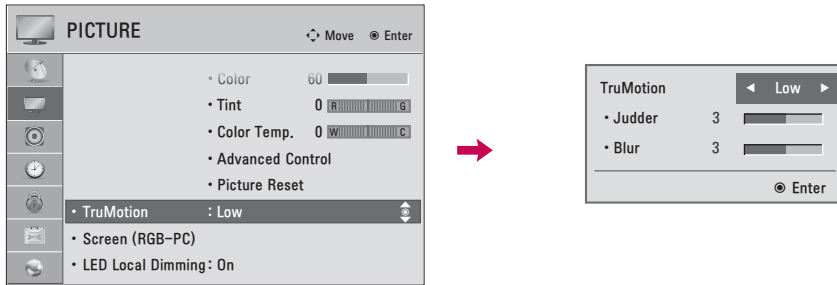 PICTURE Move Enter
• Color 60
• Tint 0 R G
• Color Temp. 0 W C
• Advanced Control
• Picture Reset
• TruMotion : Low
• Screen (RGB-PC)
• LED Local Dimming: On
TruMotion ◄ Low ►
• Judder 3
• Blur 3
Enter